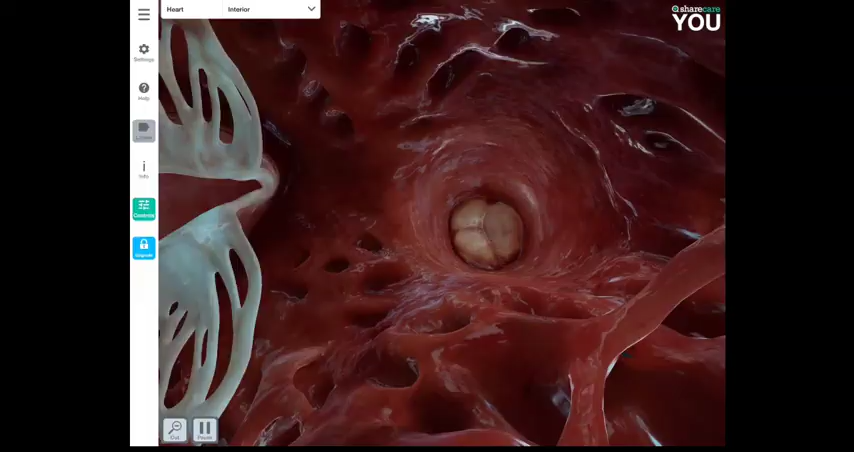 Heart
Interior
sharecare
YOU
Settings
Help
Info
Controls
Upgrade
Out
Pause